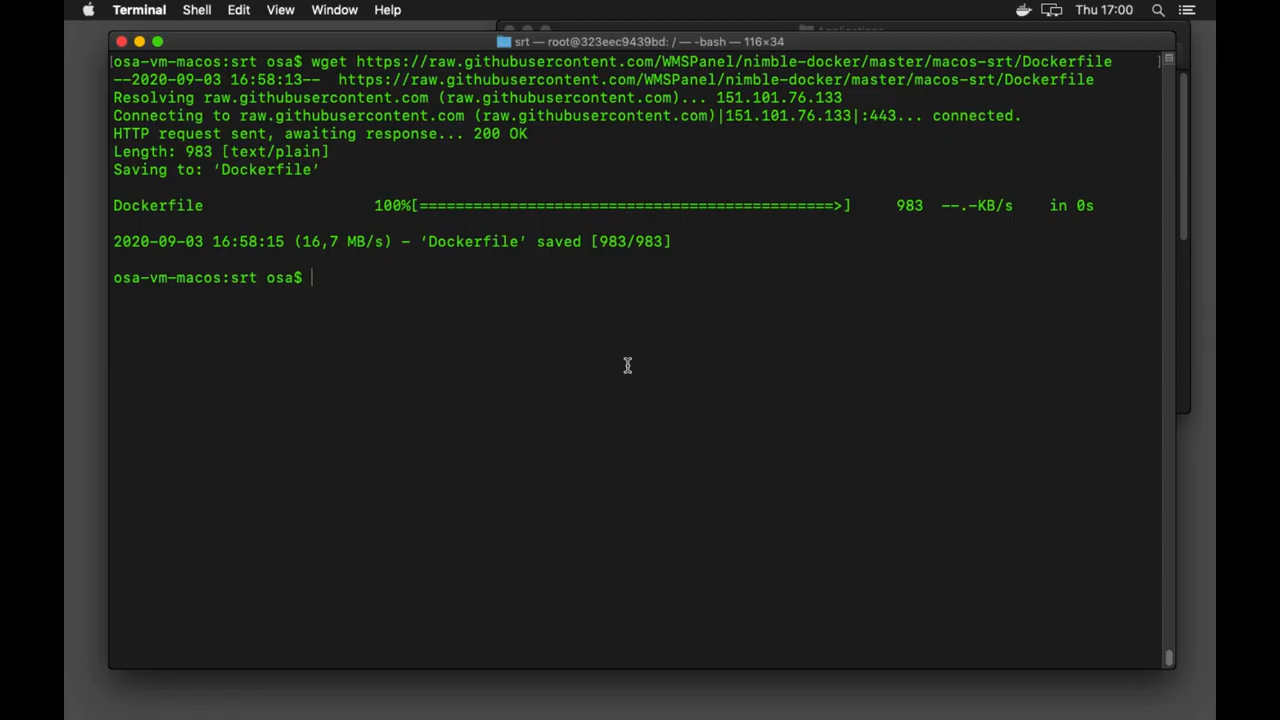 Terminal Shell Edit View Window Help Thu 17:00
Applications
srt — root@323eec9439bd: / — -bash — 116×34
[osa-vm-macos:srt osa$ wget https://raw.githubusercontent.com/WMSPanel/nimble-docker/master/macos-srt/Dockerfile ]
--2020-09-03 16:58:13--  https://raw.githubusercontent.com/WMSPanel/nimble-docker/master/macos-srt/Dockerfile
Resolving raw.githubusercontent.com (raw.githubusercontent.com)... 151.101.76.133
Connecting to raw.githubusercontent.com (raw.githubusercontent.com)|151.101.76.133|:443... connected.
HTTP request sent, awaiting response... 200 OK
Length: 983 [text/plain]
Saving to: ‘Dockerfile’
Dockerfile 100%[==============================================>] 983 --.-KB/s in 0s
2020-09-03 16:58:15 (16,7 MB/s) – ‘Dockerfile’ saved [983/983]
osa-vm-macos:srt osa$